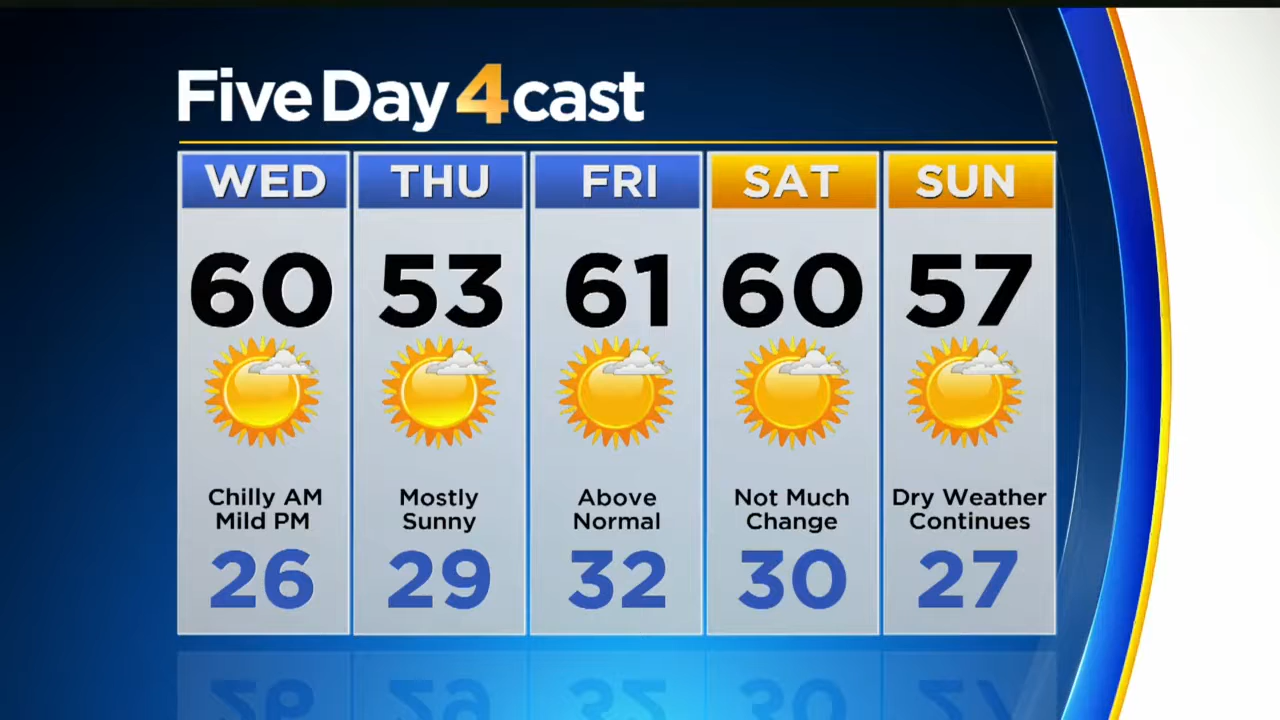 Five Day 4cast
WED THU FRI SAT SUN
60 53 61 60 57
Chilly AM
Mild PM
Mostly
Sunny
Above
Normal
Not Much
Change
Dry Weather
Continues
26 29 32 30 27